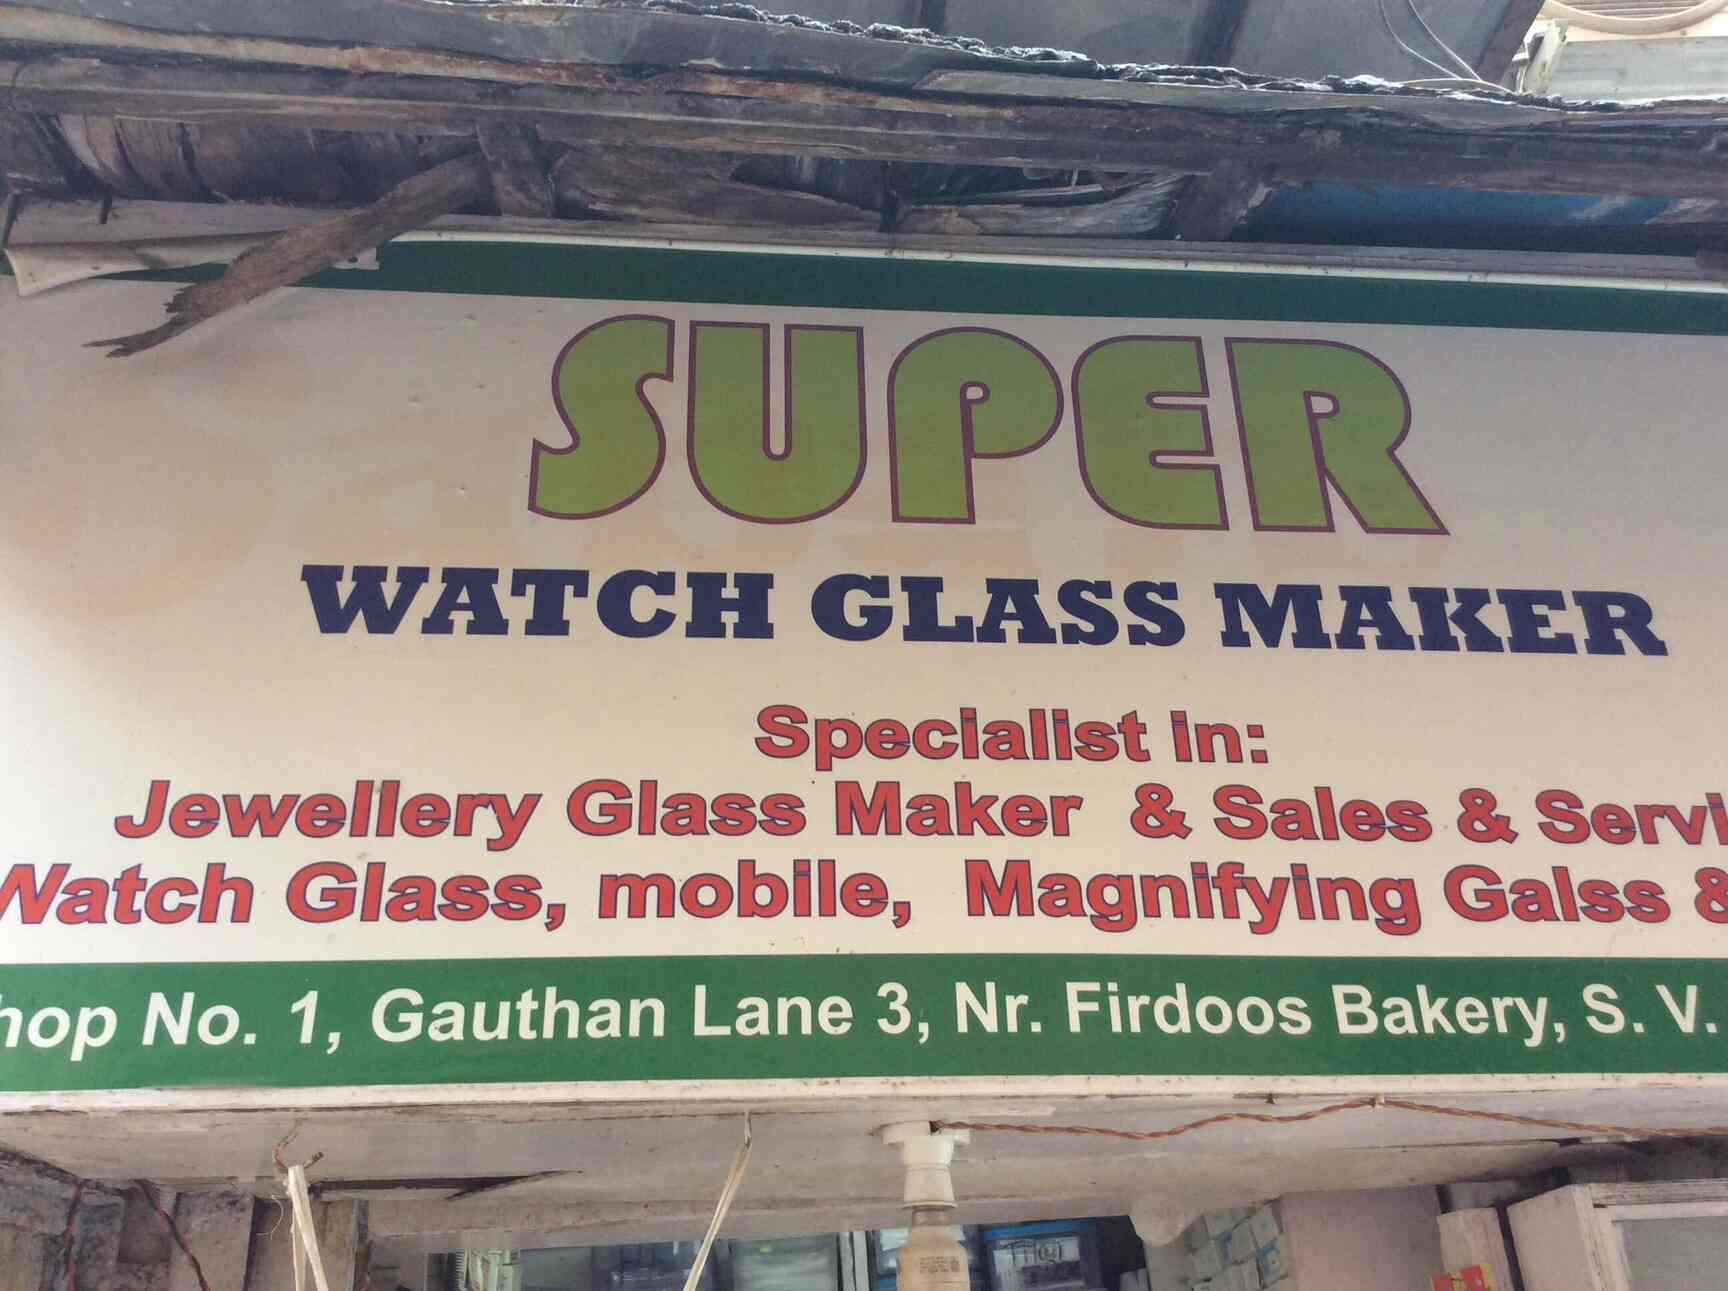 SUPER
WATCH GLASS MAKER
Specialist in:
Jewellery Glass Maker & Sales & Servi
Watch Glass, mobile, Magnifying Galss &
hop No. 1, Gauthan Lane 3, Nr. Firdoos Bakery, S. V.